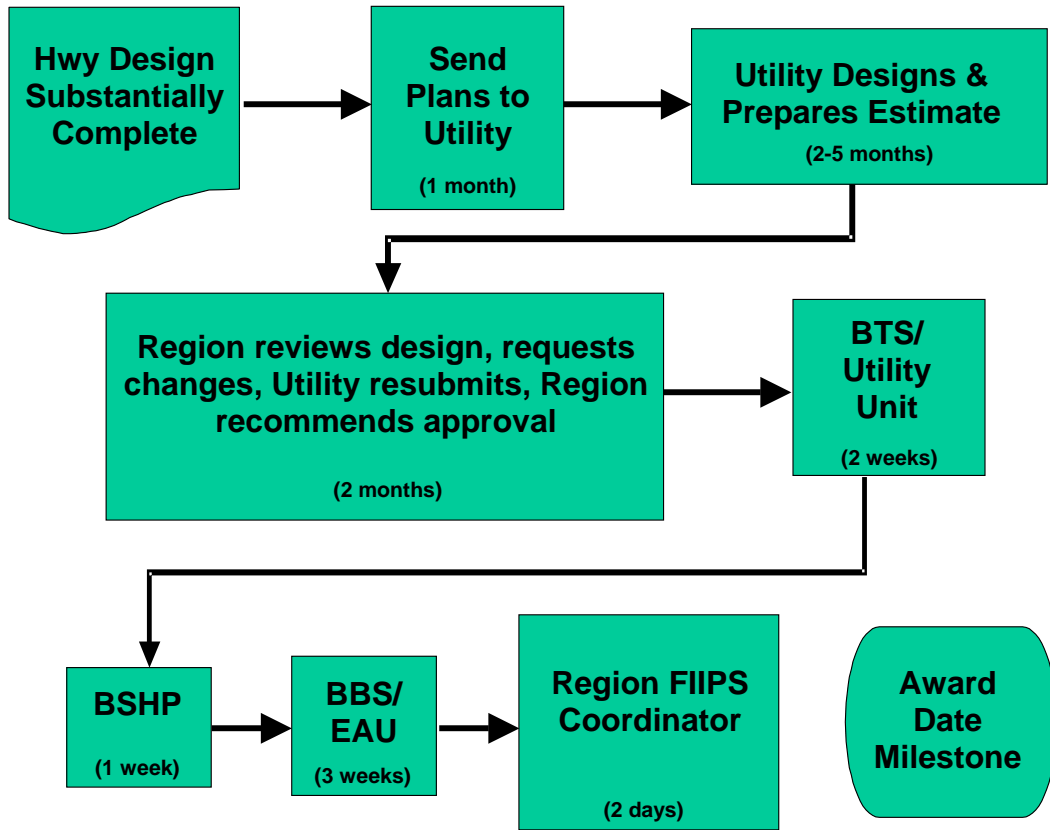 Hwy Design
Substantially
Complete
Send
Plans to
Utility
(1 month)
Utility Designs &
Prepares Estimate
(2-5 months)
Region reviews design, requests
changes, Utility resubmits, Region
recommends approval
(2 months)
BTS/
Utility
Unit
(2 weeks)
BSHP
(1 week)
BBS/
EAU
(3 weeks)
Region FIIPS
Coordinator
(2 days)
Award
Date
Milestone